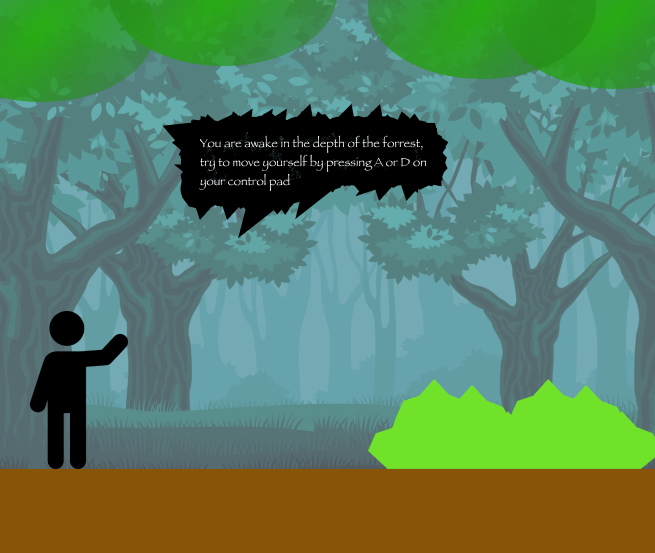 You are awake in the depth of the forrest,
try to move yourself by pressing A or D on
your control pad